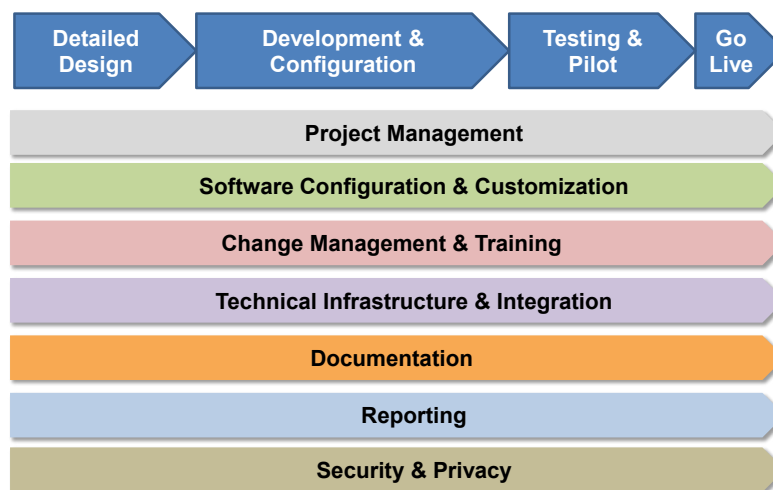 Detailed
Design
Development &
Configuration
Testing &
Pilot
Go
Live
Project Management
Software Configuration & Customization
Change Management & Training
Technical Infrastructure & Integration
Documentation
Reporting
Security & Privacy